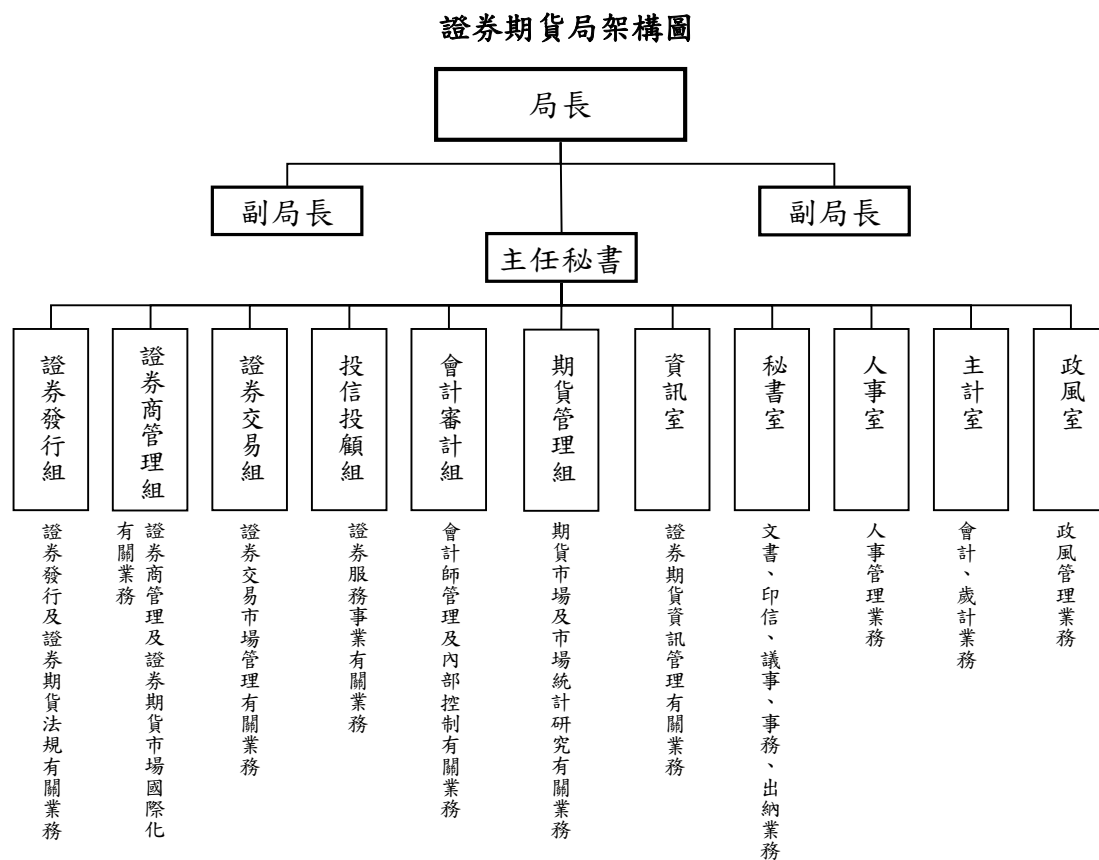 證券期貨局架構圖
局長
副局長
副局長
主任秘書
證券發行組
證券商管理組
證券交易組
投信投顧組
會計審計組
期貨管理組
資訊室
秘書室
人事室
主計室
政風室
證券發行及證券期貨法規有關業務
證券商管理及證券期貨市場國際化
有關業務
證券交易市場管理有關業務
證券服務事業有關業務
會計師管理及內部控制有關業務
期貨市場及市場統計研究有關業務
證券期貨資訊管理有關業務
文書、印信、議事、事務、出納業務
人事管理業務
會計、歲計業務
政風管理業務